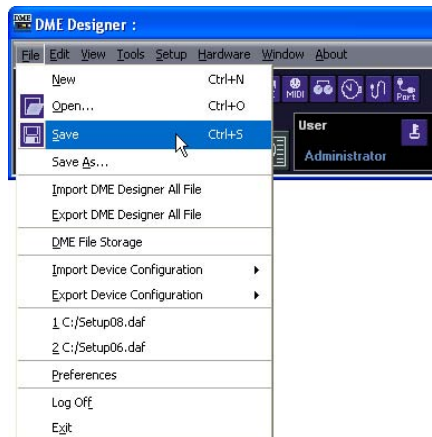 DME Designer :
File Edit View Tools Setup Hardware Window About
New Ctrl+N
MIDI
Port
Open... Ctrl+O
User
Save Ctrl+S
Administrator
Save As...
Import DME Designer All File
Export DME Designer All File
DME File Storage
Import Device Configuration
Export Device Configuration
1 C:/Setup08.daf
2 C:/Setup06.daf
Preferences
Log Off
Exit